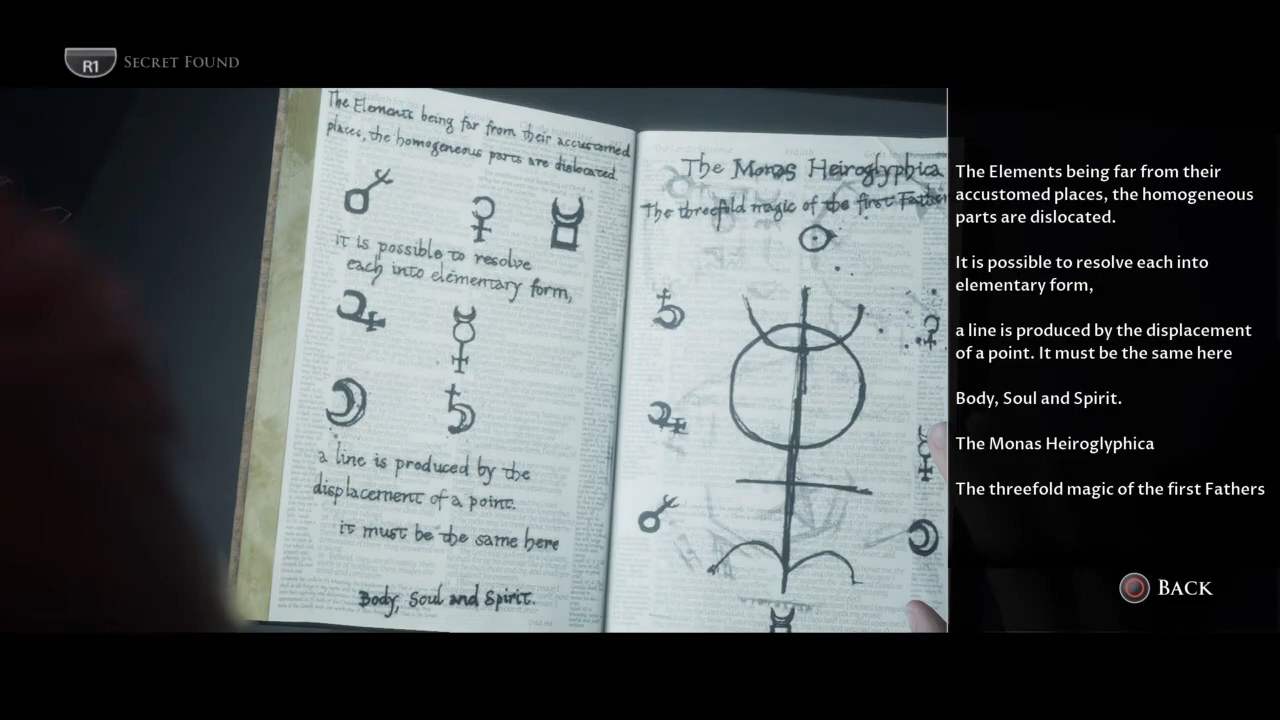 R1 SECRET FOUND
The Elements being far from their accustomed
places, the homogeneous parts are dislocated
it is possible to resolve
each into elementary form,
a line is produced by the
displacement of a point.
it must be the same here
Body, Soul and Spirit.
The Monas Heiroglyphica
The threefold magic of the first Father
The Elements being far from their
accustomed places, the homogeneous
parts are dislocated.
It is possible to resolve each into
elementary form,
a line is produced by the displacement
of a point. It must be the same here
Body, Soul and Spirit.
The Monas Heiroglyphica
The threefold magic of the first Fathers
BACK